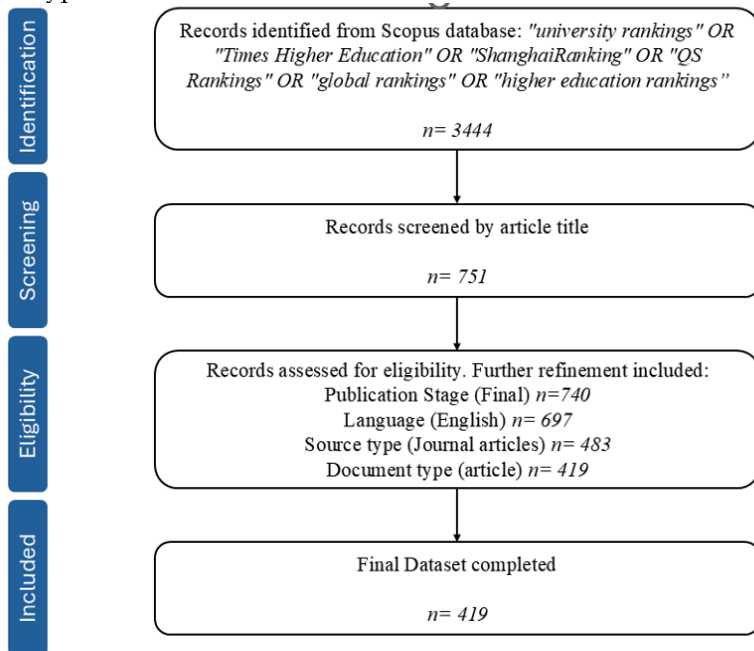 Identification
Records identified from Scopus database: "university rankings" OR
"Times Higher Education" OR "ShanghaiRanking" OR "QS
Rankings" OR "global rankings" OR "higher education rankings”
n= 3444
Screening
Records screened by article title
n= 751
Eligibility
Records assessed for eligibility. Further refinement included:
Publication Stage (Final) n=740
Language (English) n= 697
Source type (Journal articles) n= 483
Document type (article) n= 419
Included
Final Dataset completed
n= 419